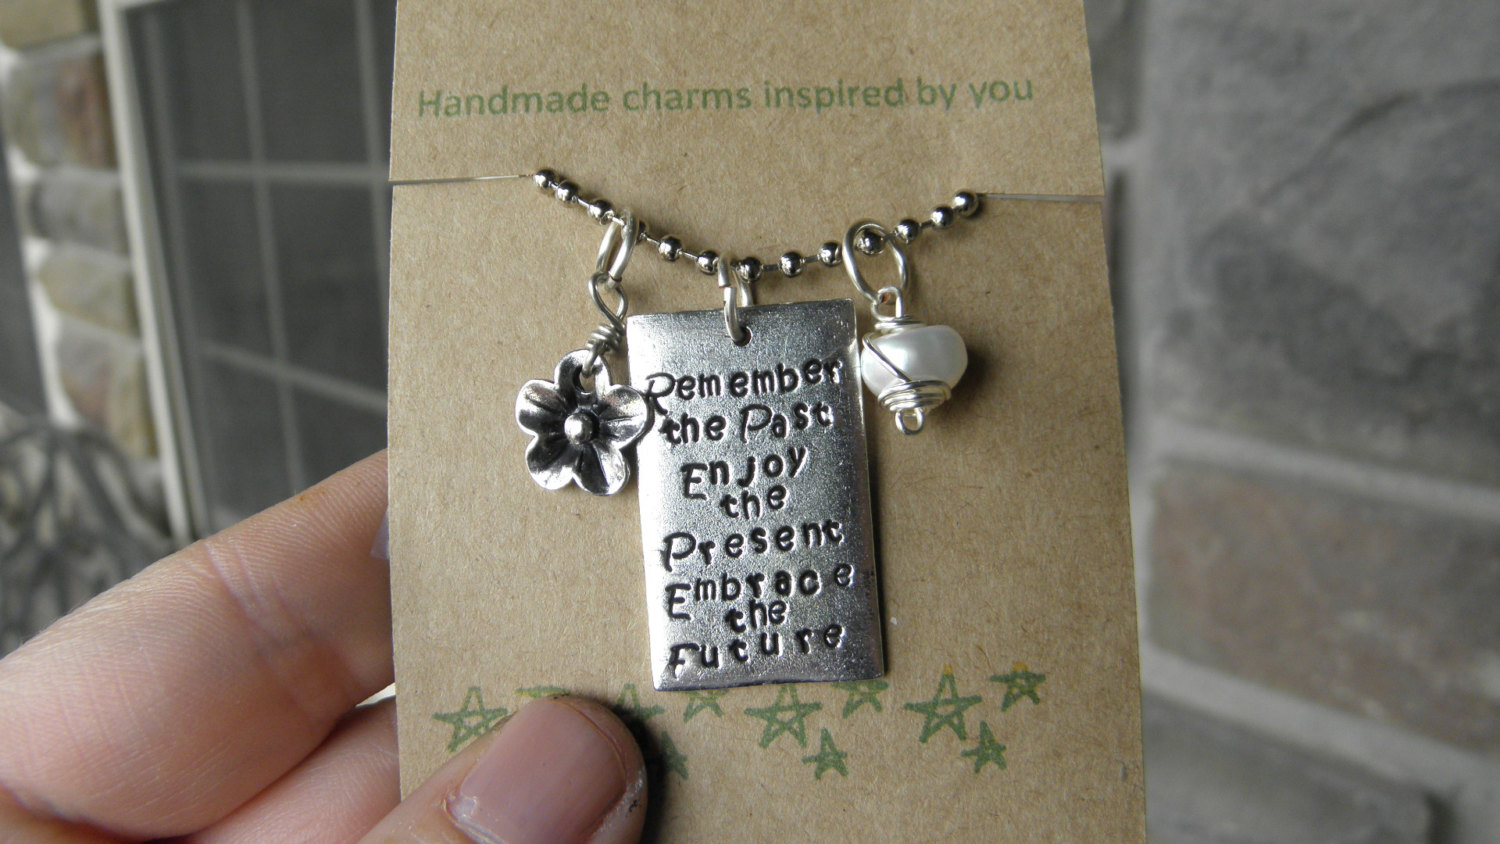 Handmade charms inspired by you
Remember
the Past
Enjoy
the
Present
Embrace
the
Future